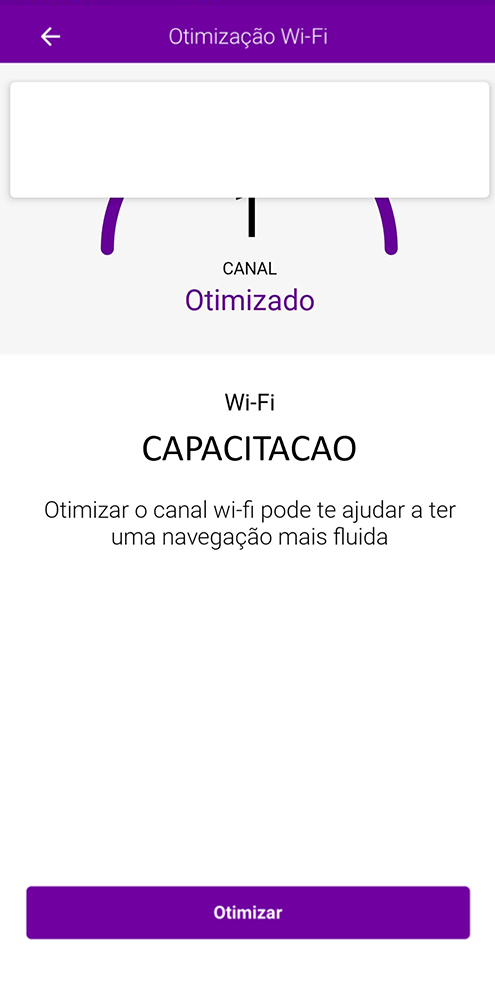 Otimização Wi-Fi
CANAL
Otimizado
Wi-Fi
CAPACITACAO
Otimizar o canal wi-fi pode te ajudar a ter
uma navegação mais fluida
Otimizar